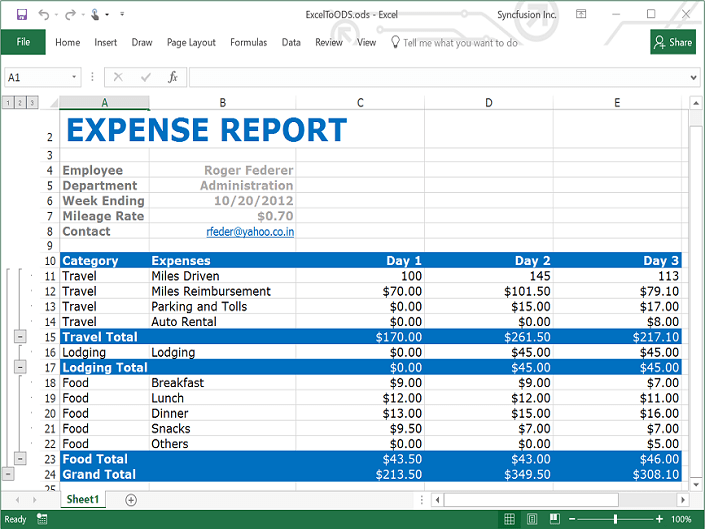 ExcelToODS.ods - Excel Syncfusion Inc.
File Home Insert Draw Page Layout Formulas Data Review View Tell me what you want to do Share
A1 fx
1 2 3 A B C D E
2 EXPENSE REPORT
3
4 Employee Roger Federer
5 Department Administration
6 Week Ending 10/20/2012
7 Mileage Rate $0.70
8 Contact rfeder@yahoo.co.in
9
10 Category Expenses Day 1 Day 2 Day 3
11 Travel Miles Driven 100 145 113
12 Travel Miles Reimbursement $70.00 $101.50 $79.10
13 Travel Parking and Tolls $0.00 $15.00 $17.00
14 Travel Auto Rental $0.00 $0.00 $8.00
15 Travel Total $170.00 $261.50 $217.10
16 Lodging Lodging $0.00 $45.00 $45.00
17 Lodging Total $0.00 $45.00 $45.00
18 Food Breakfast $9.00 $9.00 $7.00
19 Food Lunch $12.00 $12.00 $11.00
20 Food Dinner $13.00 $15.00 $16.00
21 Food Snacks $9.50 $7.00 $7.00
22 Food Others $0.00 $0.00 $5.00
23 Food Total $43.50 $43.00 $46.00
24 Grand Total $213.50 $349.50 $308.10
25
Sheet1
Ready 100%